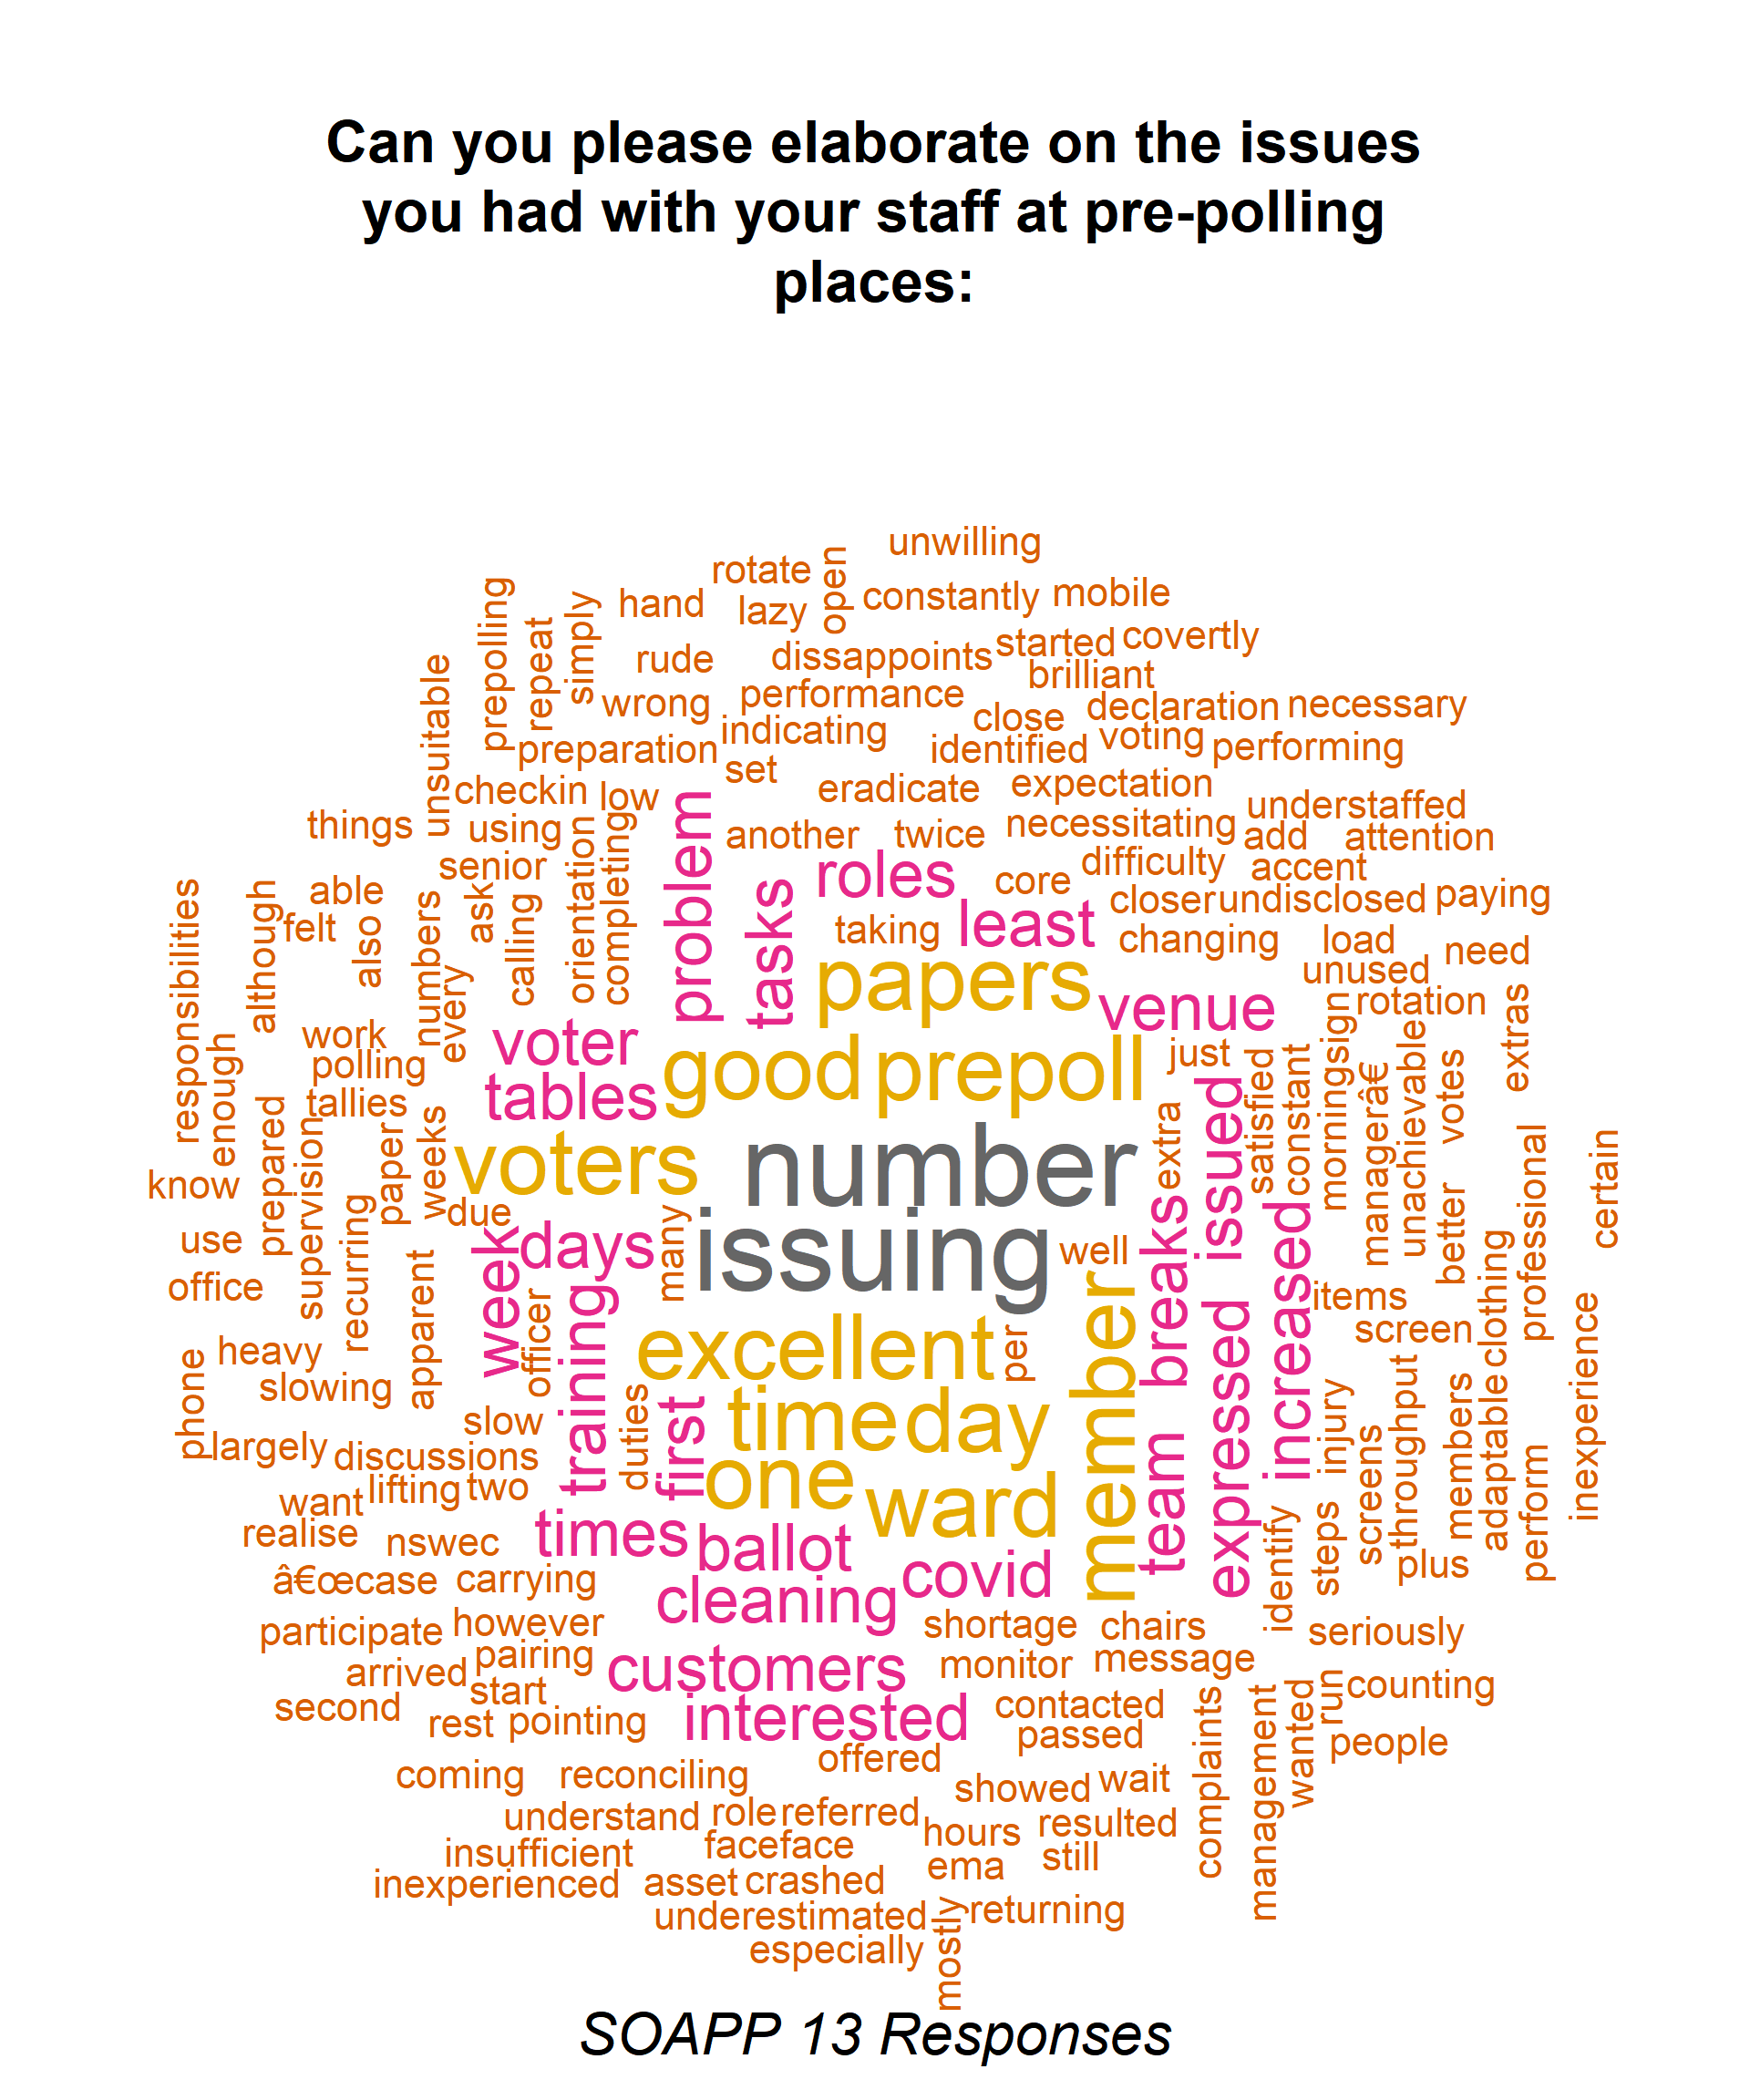 Can you please elaborate on the issues
you had with your staff at pre-polling
places:
unwilling
rotate
open
constantly
mobile
hand
lazy
prepolling
repeat
simply
started
covertly
rude
dissappoints
brilliant
unsuitable
wrong
performance
close
declaration
necessary
indicating
preparation
identified
voting
performing
set
checkin
low
eradicate
expectation
understaffed
things
using
problem
another
twice
necessitating
add
attention
senior
orientation
completing
tasks
roles
core
difficulty
accent
able
felt
although
also
numbers
ask
calling
taking
least
closer
undisclosed
paying
responsibilities
every
papers
changing
load
need
unused
venue
rotation
extras
work
voter
morningsign
enough
polling
good
prepoll
just
tallies
tables
issued
satisfied
constant
managerâ€
unachievable
votes
prepared
supervision
paper
weeks
voters
number
extra
professional
certain
know
due
use
recurring
days
many
issuing
well
breaks
increased
better
clothing
office
apparent
week
officer
training
excellent
per
member
expressed
items
screen
inexperience
heavy
phone
slowing
slow
duties
first
time
day
injury
screens
throughput
members
adaptable
perform
largely
discussions
one
ward
team
want
lifting
two
realise
nswec
times
ballot
covid
identify
steps
plus
â€œcase
carrying
cleaning
participate
however
shortage
chairs
seriously
pairing
arrived
customers
monitor
message
start
second
rest
pointing
interested
contacted
passed
complaints
management
wanted
run
counting
people
offered
coming
reconciling
showed
wait
understand
role
referred
hours
resulted
insufficient
faceface
ema
still
inexperienced
asset
crashed
underestimated
mostly
returning
especially
SOAPP 13 Responses